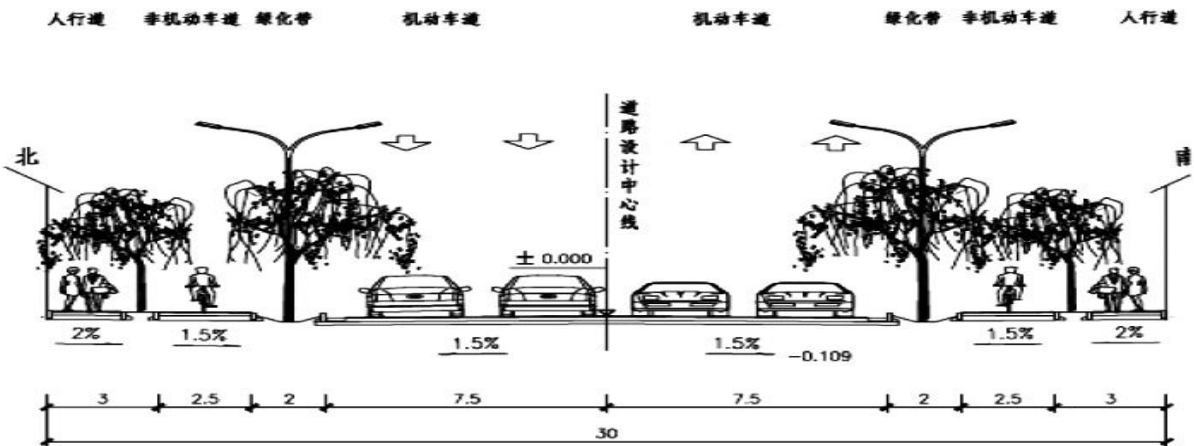 人行道 非机动车道 绿化带 机动车道 机动车道 绿化带 非机动车道 人行道
道路设计中心线
北
南
± 0.000
2% 1.5% 1.5% 1.5% -0.109 1.5% 2%
3 2.5 2 7.5 7.5 2 2.5 3
30